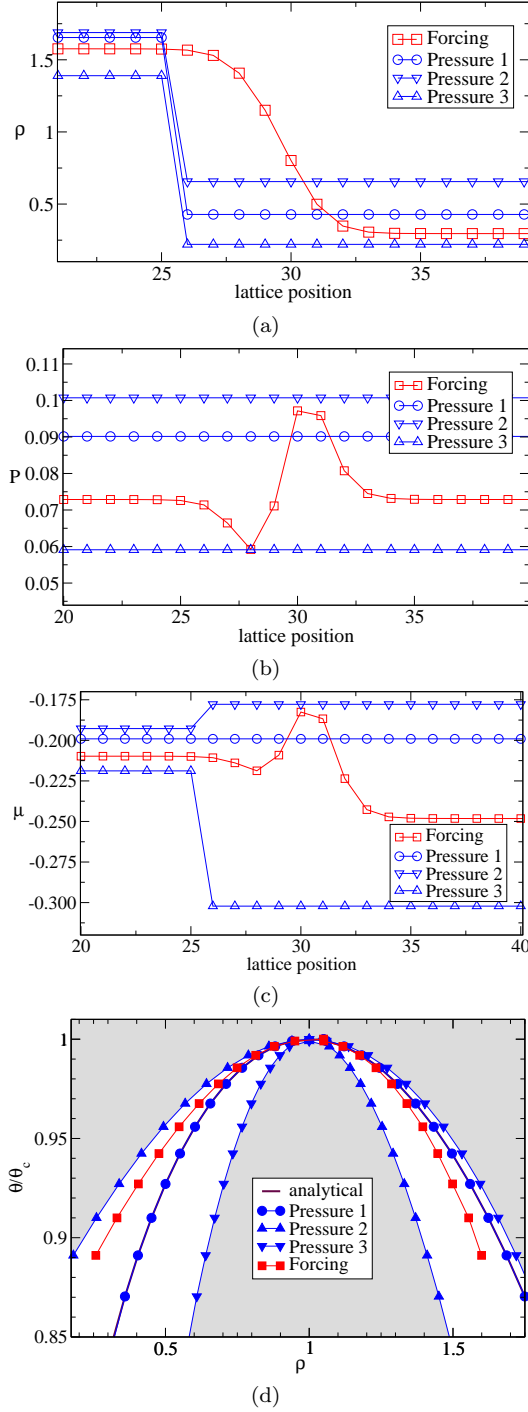 1.5
1
0.5
ρ
25
30
35
lattice position
Forcing
Pressure 1
Pressure 2
Pressure 3
(a)
0.11
0.1
0.09
0.08
0.07
0.06
0.05
P
20
25
30
35
lattice position
Forcing
Pressure 1
Pressure 2
Pressure 3
(b)
-0.175
-0.200
-0.225
-0.250
-0.275
-0.300
μ
20
25
30
35
40
lattice position
Forcing
Pressure 1
Pressure 2
Pressure 3
(c)
1
0.95
0.9
0.85
θ/θc
0.5
1
1.5
ρ
analytical
Pressure 1
Pressure 2
Pressure 3
Forcing
(d)